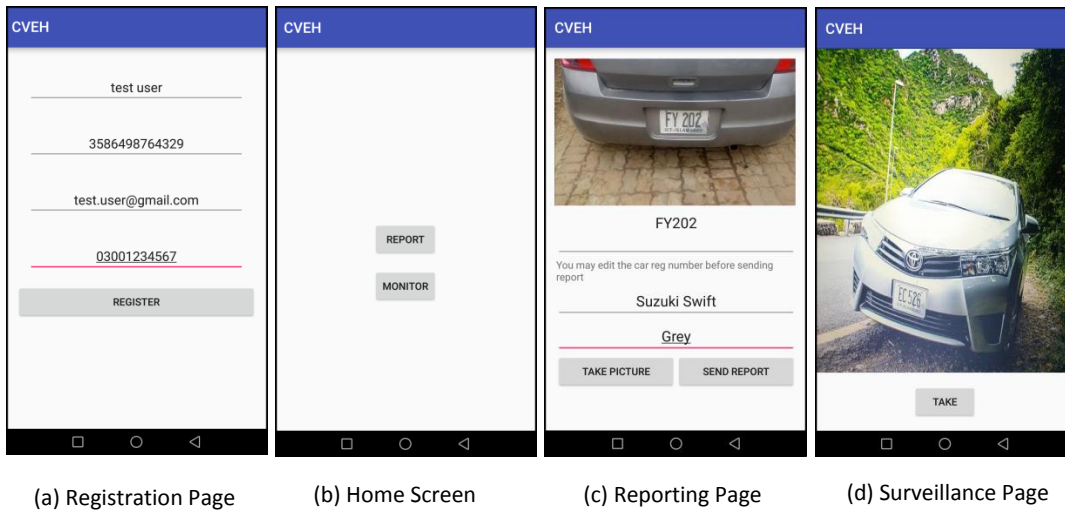 CVEH
test user
3586498764329
test.user@gmail.com
03001234567
REGISTER
(a) Registration Page
CVEH
REPORT
MONITOR
(b) Home Screen
CVEH
FY 202
FY202
You may edit the car reg number before sending
report
Suzuki Swift
Grey
TAKE PICTURE SEND REPORT
(c) Reporting Page
CVEH
EC 526
TAKE
(d) Surveillance Page